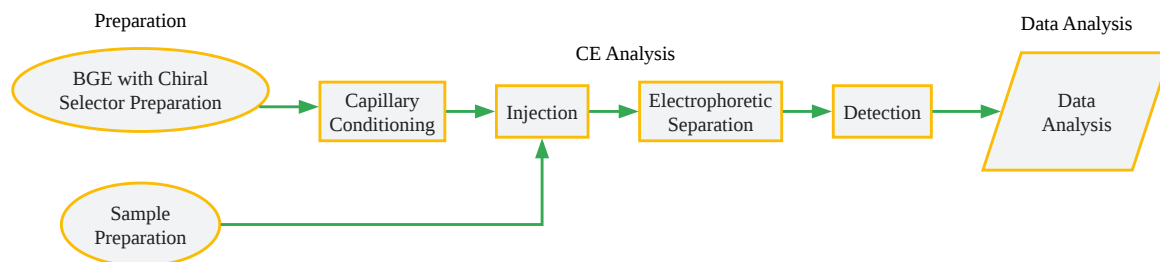 Preparation
CE Analysis
Data Analysis
BGE with Chiral
Selector Preparation
Capillary
Conditioning
Injection
Electrophoretic
Separation
Detection
Data
Analysis
Sample
Preparation